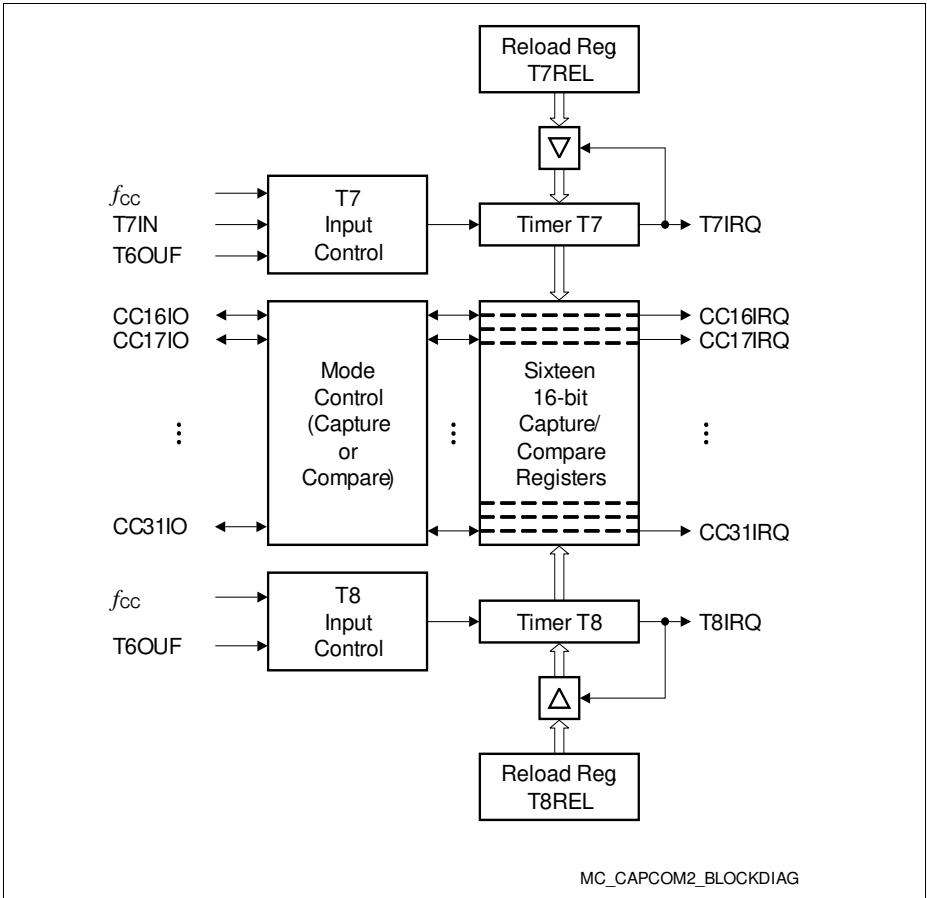 Reload Reg.
T7REL
fCC
T7IN
T6OUF
T7
Input
Control
Timer T7
T7IRQ
CC16IO
CC17IO
CC31IO
Mode
Control
(Capture
or
Compare)
Sixteen
16-bit
Capture/
Compare
Registers
CC16IRQ
CC17IRQ
CC31IRQ
fCC
T6OUF
T8
Input
Control
Timer T8
T8IRQ
Reload Reg.
T8REL
MC_CAPCOM2_BLOCKDIAG